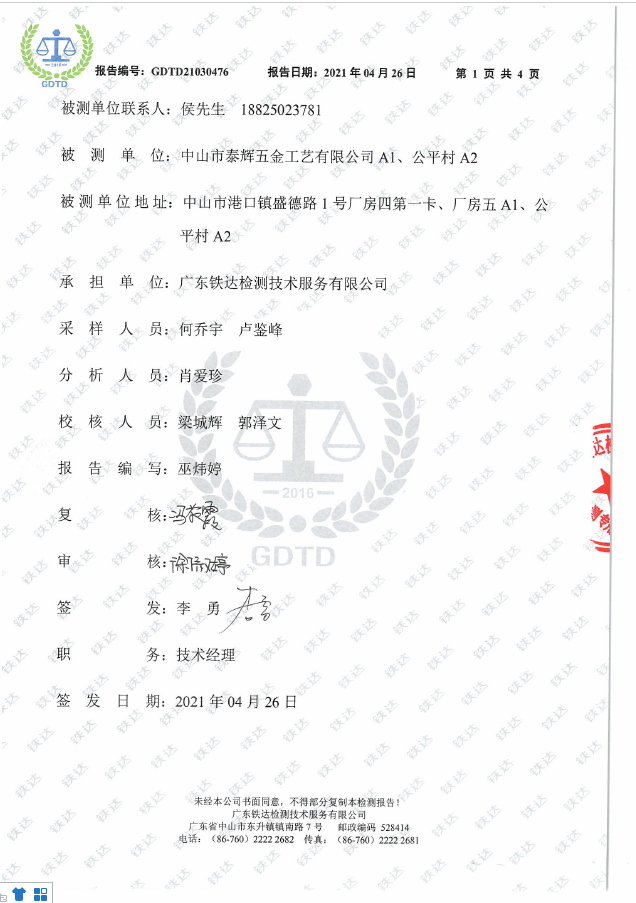 GDTD
报告编号：GDTD21030476 报告日期：2021 年 04 月 26 日 第 1 页 共 4 页
被测单位联系人：侯先生 18825023781
被 测 单 位：中山市泰辉五金工艺有限公司 A1、公平村 A2
被测单位地址：中山市港口镇盛德路 1 号厂房四第一卡、厂房五 A1、公
平村 A2
承 担 单 位：广东铁达检测技术服务有限公司
采 样 人 员：何乔宇 卢鉴峰
分 析 人 员：肖爱珍
校 核 人 员：梁城辉 郭泽文
报 告 编 写：巫炜婷
2016
复 核：
GDTD
审 核：
签 发：李 勇
职 务：技术经理
签 发 日 期：2021 年 04 月 26 日
未经本公司书面同意，不得部分复制本检测报告！
广东铁达检测技术服务有限公司
广东省中山市东升镇镇南路 7 号 邮政编码 528414
电话：（86-760）2222 2682 传真：（86-760）2222 2681